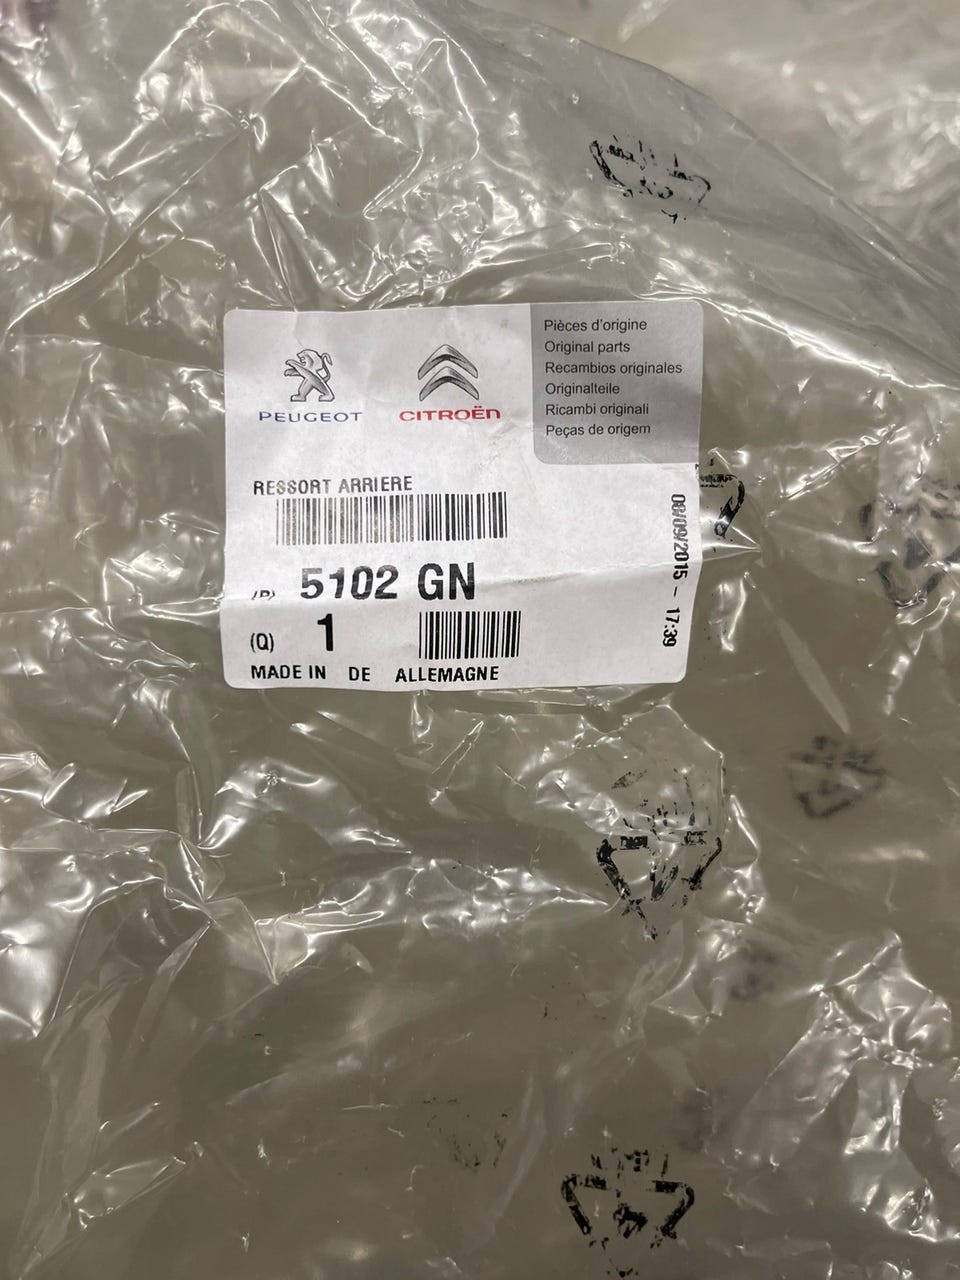 PEUGEOT
CITROËN
Pièces d'origine
Original parts
Recambios originales
Originalteile
Ricambi originali
Peças de origem
RESSORT ARRIERE
(P) 5102 GN
(Q) 1
MADE IN DE ALLEMAGNE
08/09/2015 - 17:39